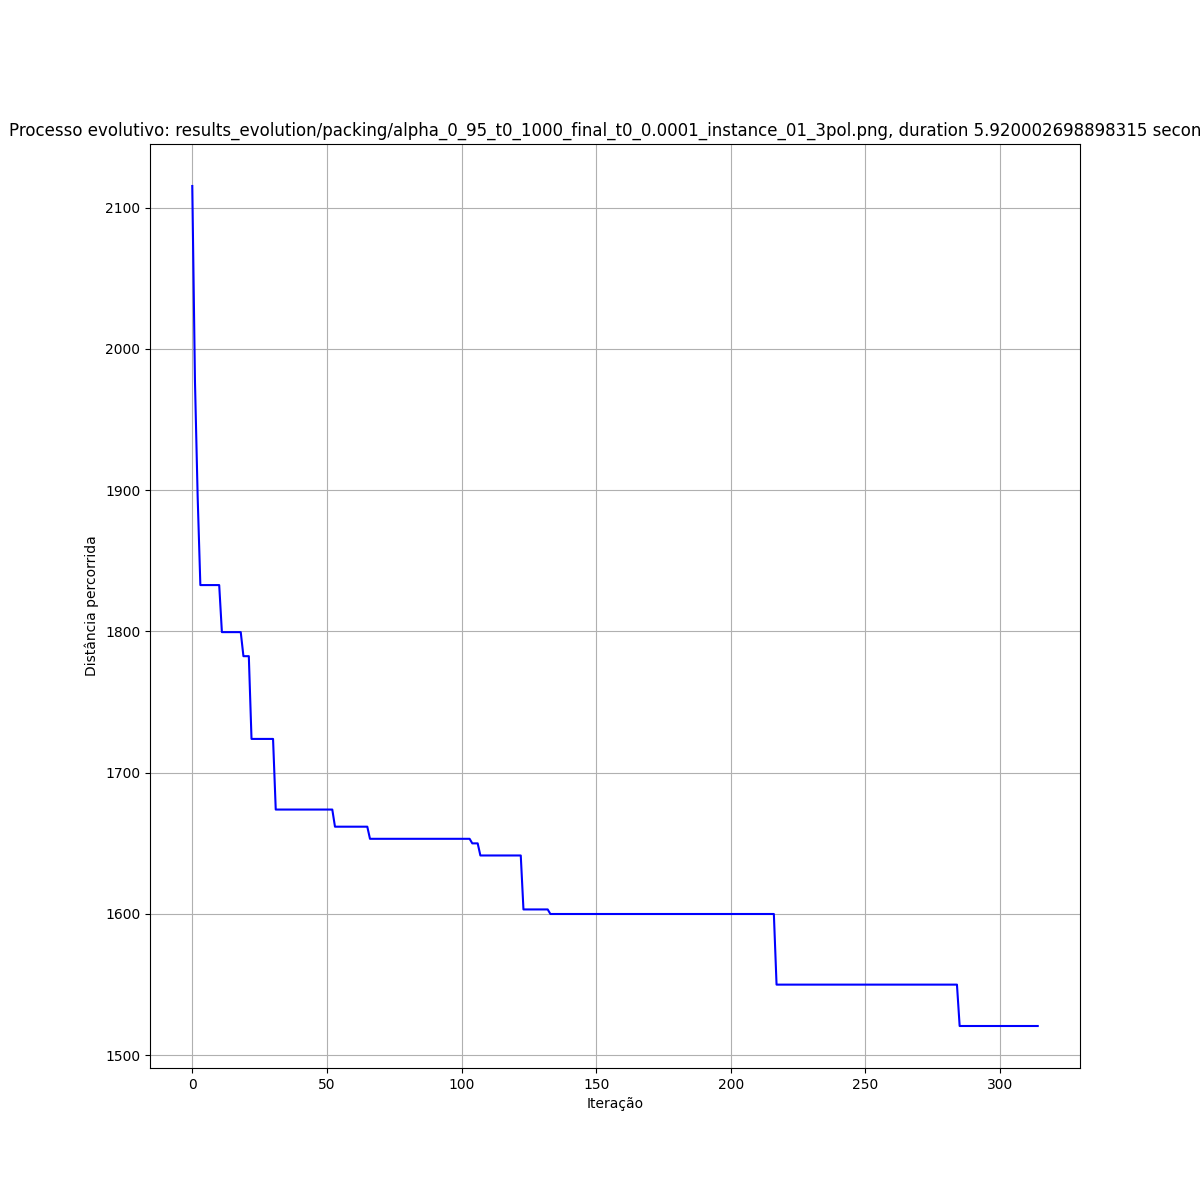 Processo evolutivo: results_evolution/packing/alpha_0_95_t0_1000_final_t0_0.0001_instance_01_3pol.png, duration 5.920002698898315 secon
2100
2000
1900
1800
1700
1600
1500
Distância percorrida
0 50 100 150 200 250 300
Iteração